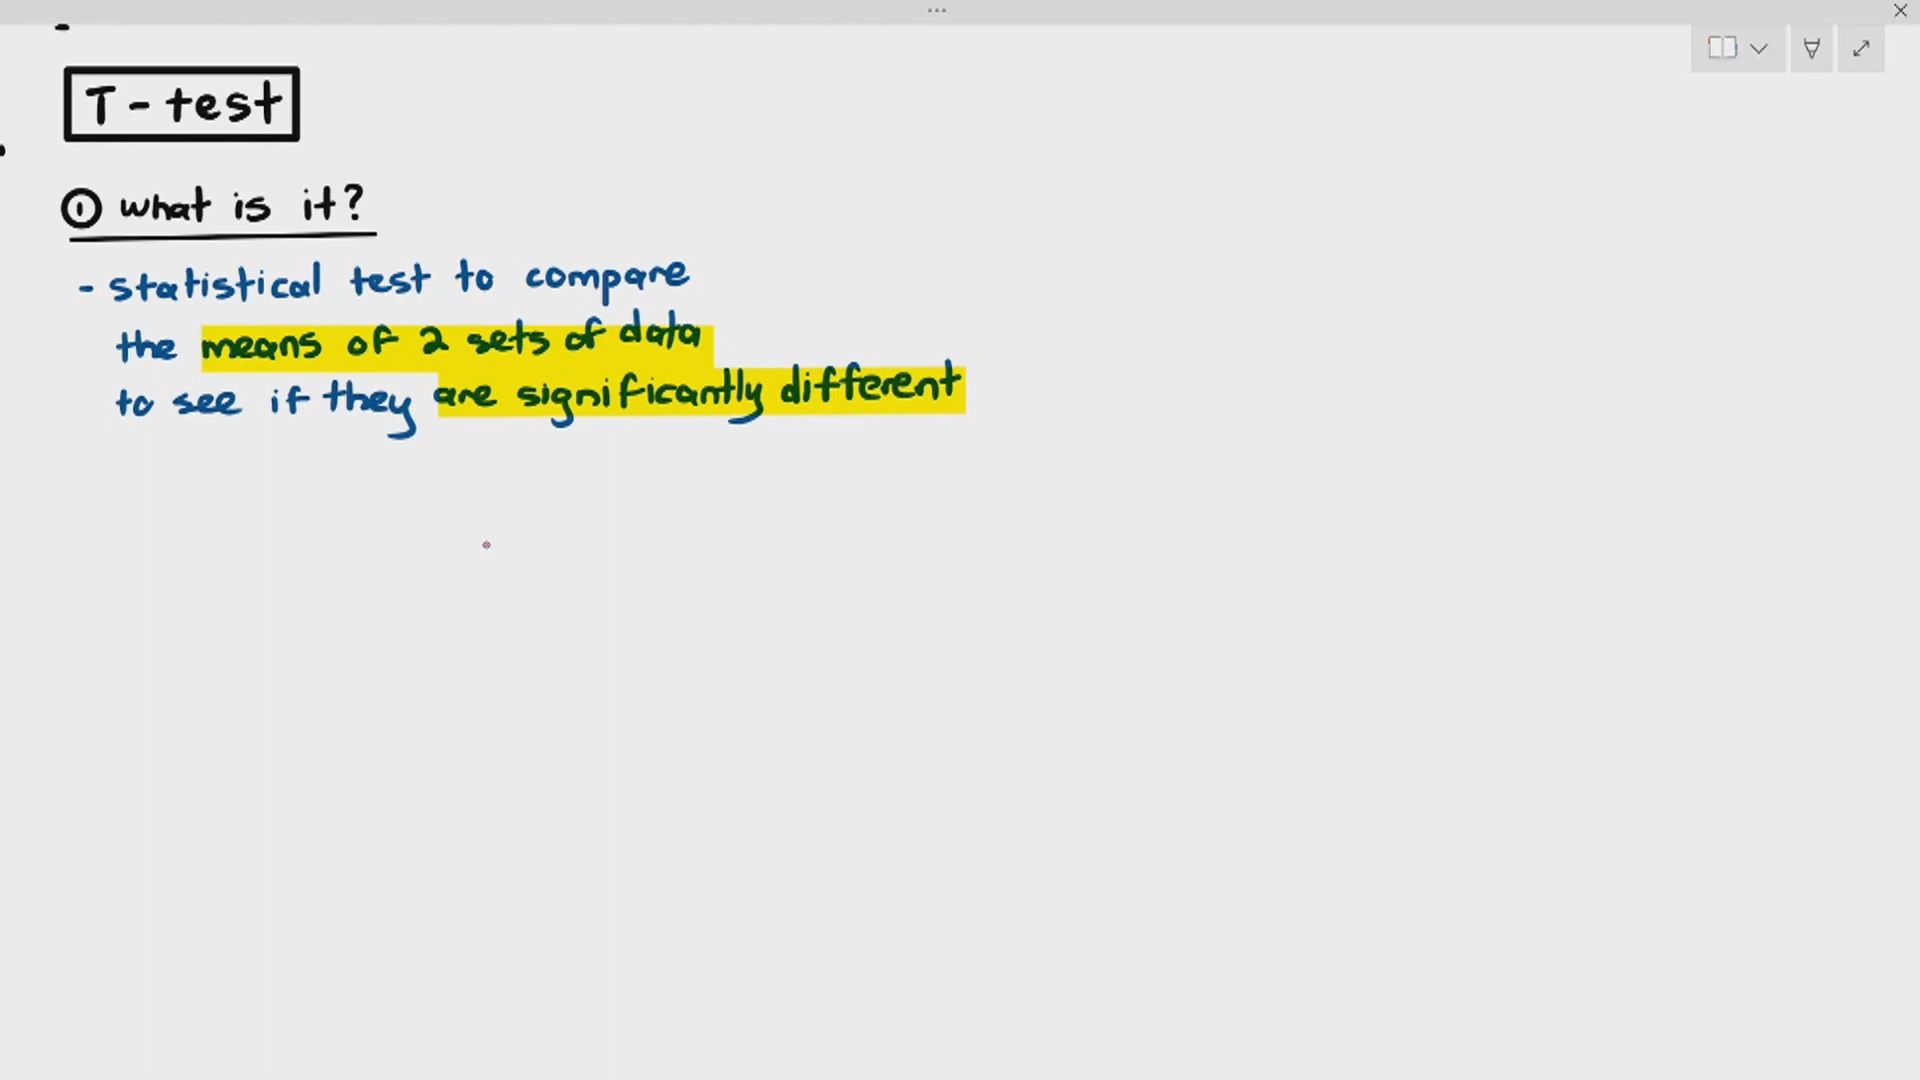 T-test
① what is it?
- statistical test to compare
the means of 2 sets of data
to see if they are significantly different